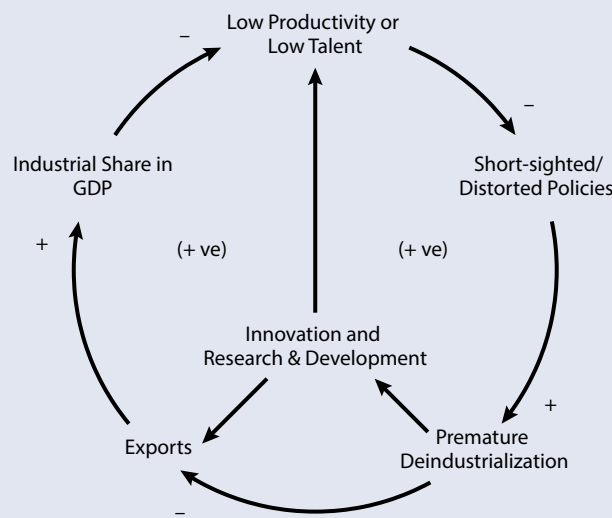 Low Productivity or
Low Talent
–
–
Industrial Share in
GDP
Short-sighted/
Distorted Policies
+
(+ ve)
(+ ve)
Innovation and
Research & Development
+
Exports
Premature
Deindustrialization
–